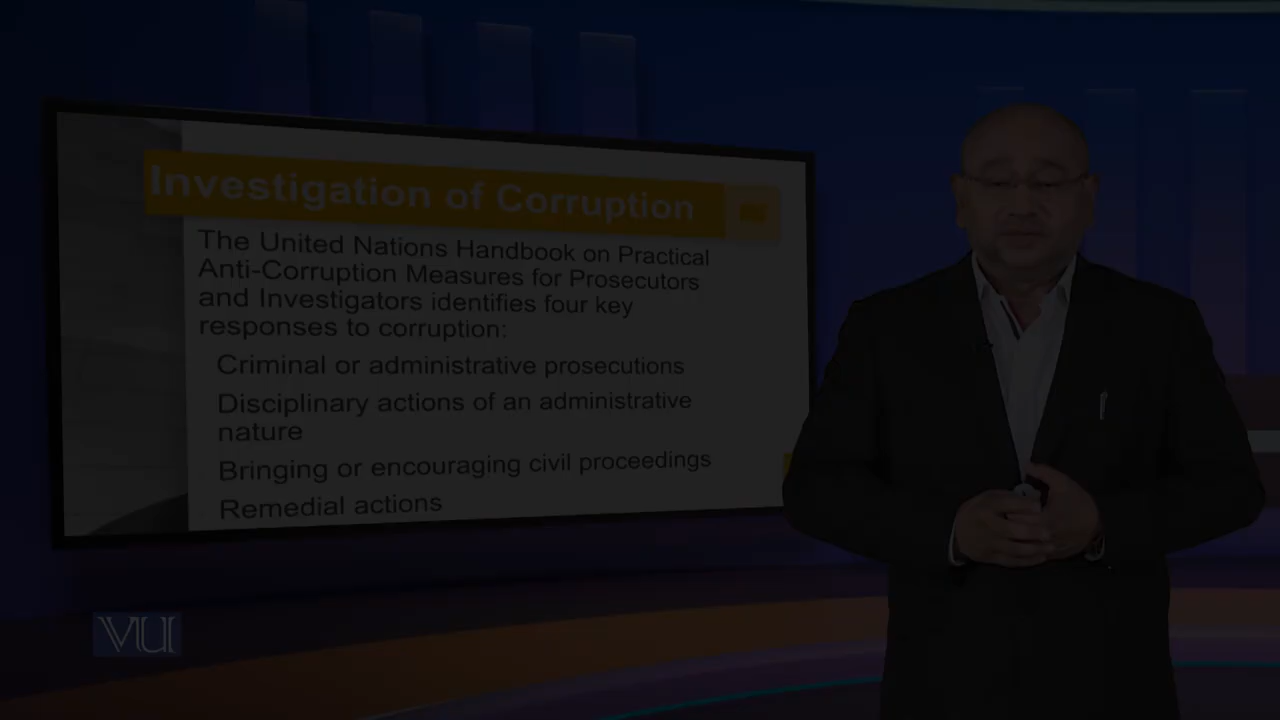 Investigation of Corruption
The United Nations Handbook on Practical
Anti-Corruption Measures for Prosecutors
and Investigators identifies four key
responses to corruption:
Criminal or administrative prosecutions
Disciplinary actions of an administrative
nature
Bringing or encouraging civil proceedings
Remedial actions
VU